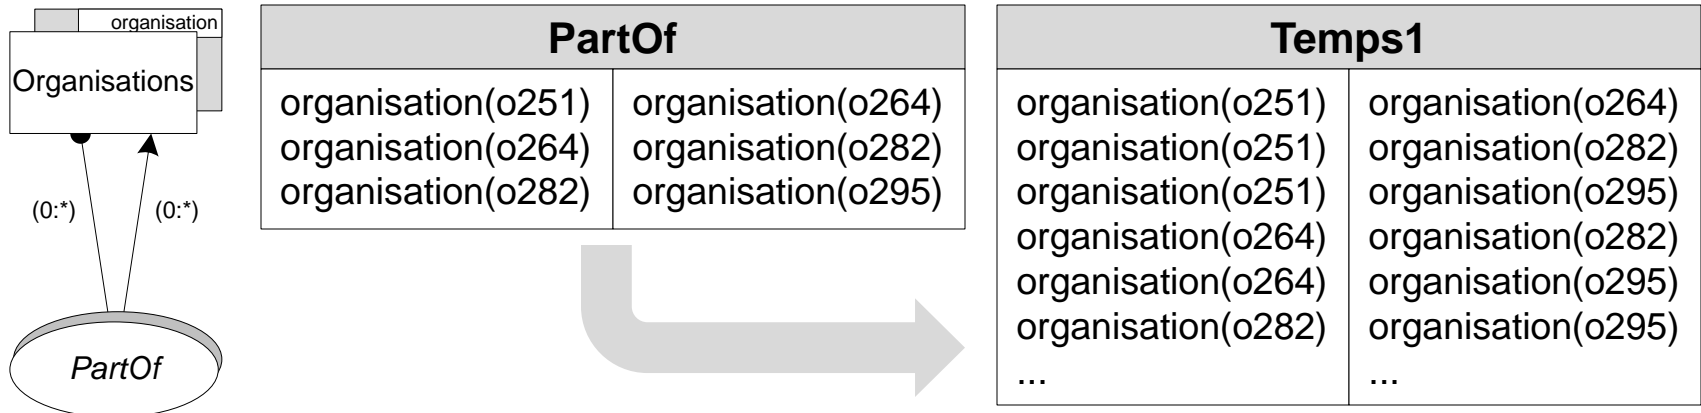 organisation
Organisations
(0:*) (0:*)
PartOf
PartOf
organisation(o251) organisation(o264)
organisation(o264) organisation(o282)
organisation(o282) organisation(o295)
Temps1
organisation(o251) organisation(o264)
organisation(o251) organisation(o282)
organisation(o251) organisation(o295)
organisation(o264) organisation(o282)
organisation(o264) organisation(o295)
organisation(o282) organisation(o295)
... ...